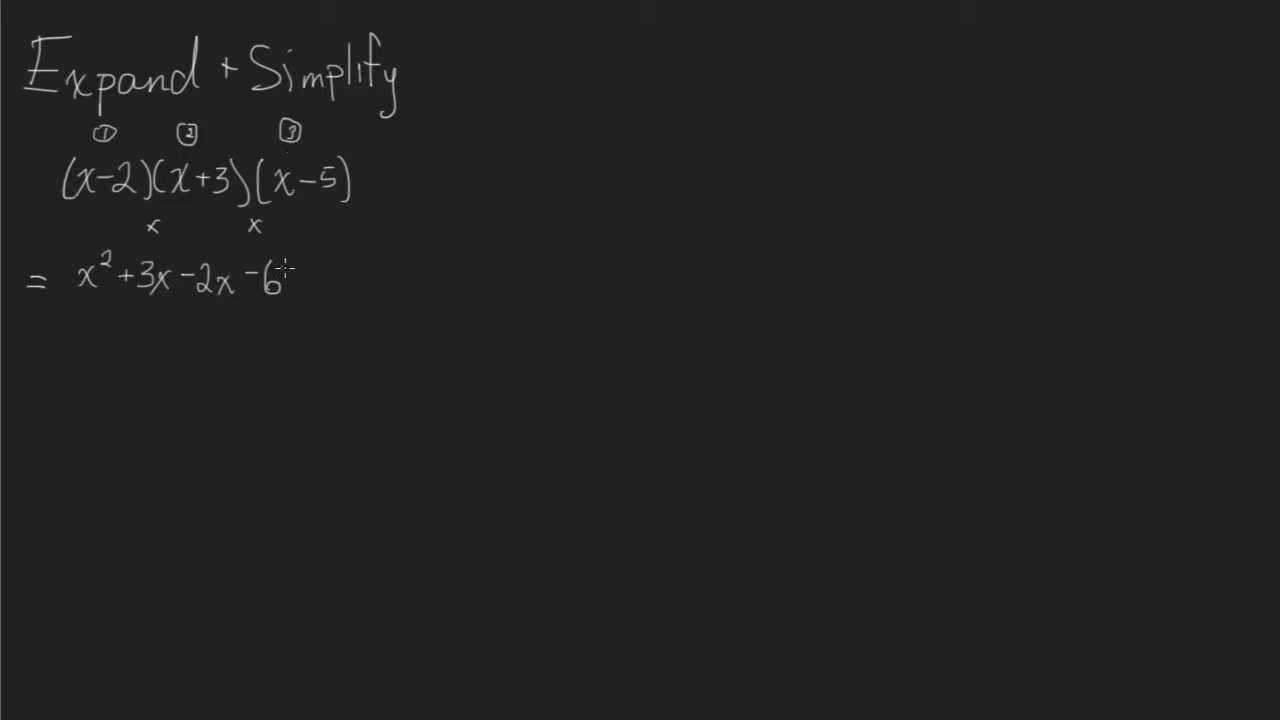 Expand + Simplify
① ② ③
(x-2)(x+3)(x-5)
x x
= x² +3x -2x -6